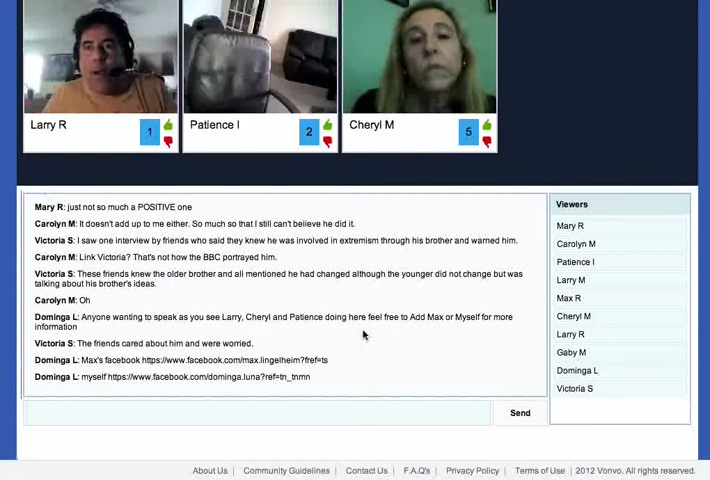 Larry R
1
Patience I
2
Cheryl M
5
Mary R: just not so much a POSITIVE one
Carolyn M: It doesn't add up to me either. So much so that I still can't believe he did it.
Victoria S: I saw one interview by friends who said they knew he was involved in extremism through his brother and warned him.
Carolyn M: Link Victoria? That's not how the BBC portrayed him.
Victoria S: These friends knew the older brother and all mentioned he had changed although the younger did not change but was
talking about his brother's ideas.
Carolyn M: Oh
Dominga L: Anyone wanting to speak as you see Larry, Cheryl and Patience doing here feel free to Add Max or Myself for more
information
Victoria S: The friends cared about him and were worried.
Dominga L: Max's facebook https://www.facebook.com/max.lingelheim?fref=ts
Dominga L: myself https://www.facebook.com/dominga.luna?ref=tn_tnmn
Send
Viewers
Mary R
Carolyn M
Patience I
Larry M
Max R
Cheryl M
Larry R
Gaby M
Dominga L
Victoria S
About Us | Community Guidelines | Contact Us | F.A.Q's | Privacy Policy | Terms of Use | 2012 Vonvo. All rights reserved.